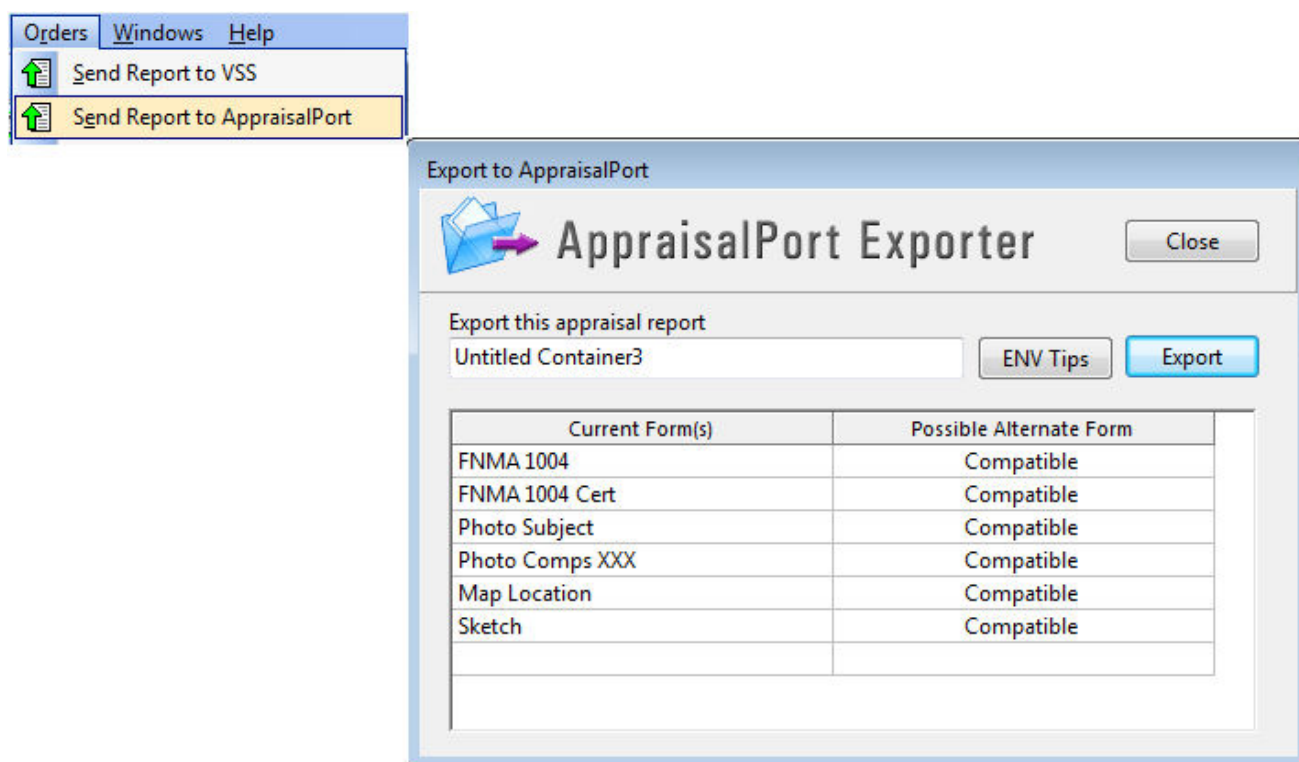 Orders Windows Help
Send Report to VSS
Send Report to AppraisalPort
Export to AppraisalPort
AppraisalPort Exporter
Close
Export this appraisal report
Untitled Container3
ENV Tips
Export
Current Form(s) Possible Alternate Form
FNMA 1004 Compatible
FNMA 1004 Cert Compatible
Photo Subject Compatible
Photo Comps XXX Compatible
Map Location Compatible
Sketch Compatible